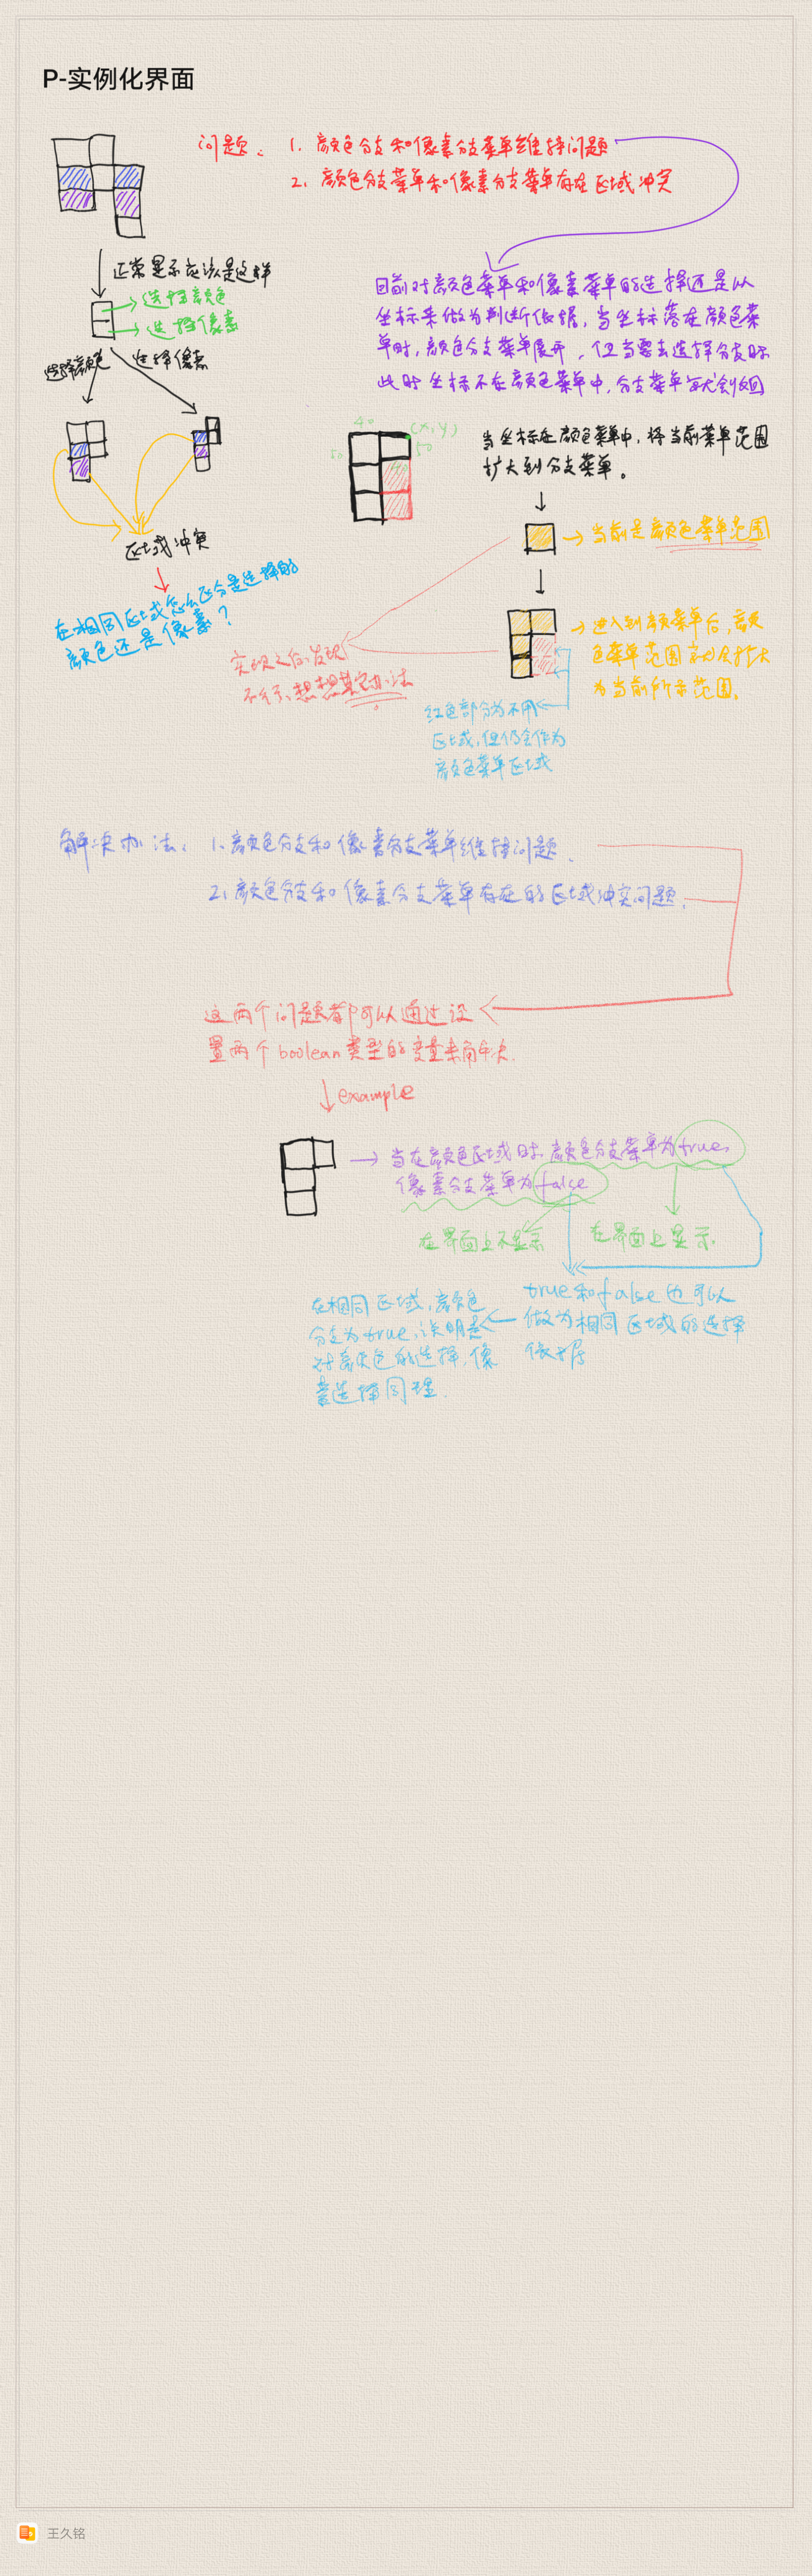 P-实例化界面
问题： 1. 颜色分支和像素分支菜单维持问题
2. 颜色分支菜单和像素分支菜单存在区域冲突
正常显示应该是这样
选择颜色
选择像素
选择颜色 选择像素
区域冲突
在相同区域怎么区分是选择的
颜色还是像素？
目前对颜色菜单和像素菜单的选择还是以
坐标来做为判断依据，当坐标落在颜色菜
单时，颜色分支菜单展开，但当要去选择分支时
此时坐标不在颜色菜单中，分支菜单就会收回
40 (x,y)
50 50
40
当坐标在颜色菜单中，将当前菜单范围
扩大到分支菜单。
当前是颜色菜单范围
进入到颜菜单后，颜
色菜单范围就会扩大
为当前所示范围。
实现之后发现
不行，想想其它办法
红色部分为不用
区域，但仍会作为
颜色菜单区域
解决办法： 1. 颜色分支和像素分支菜单维持问题．
2. 颜色分支和像素分支菜单存在的区域冲突问题．
这两个问题都可以通过设
置两个boolean类型的变量来解决．
example
当在颜色区域时，颜色分支菜单为true，
像素分支菜单为false
在界面上不显示 在界面上显示．
true和false也可以
做为相同区域的选择
依据
在相同区域，颜色
分支为true，说明是
对颜色的选择，像
素选择同理．
王久铭